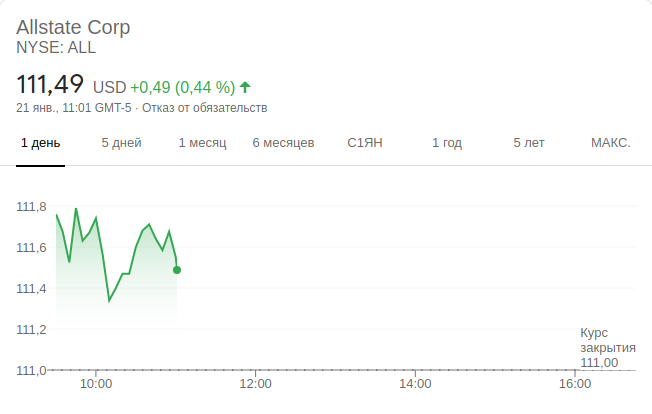 Allstate Corp
NYSE: ALL
111,49 USD +0,49 (0,44 %)
21 янв., 11:01 GMT-5 · Отказ от обязательств
1 день 5 дней 1 месяц 6 месяцев С1ЯН 1 год 5 лет МАКС.
111,8
111,6
111,4
111,2
Курс
закрытия
111,00
111,0
10:00 12:00 14:00 16:00